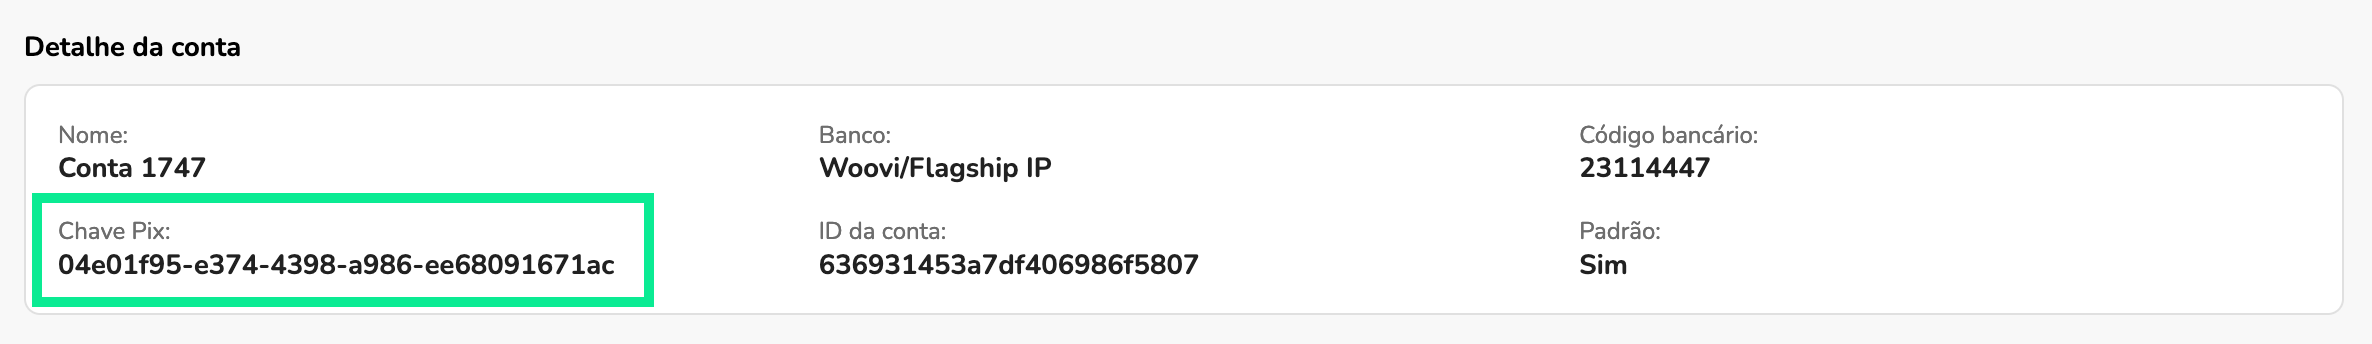 Detalhe da conta
Nome:
Conta 1747
Banco:
Woovi/Flagship IP
Código bancário:
23114447
Chave Pix:
04e01f95-e374-4398-a986-ee68091671ac
ID da conta:
636931453a7df406986f5807
Padrão:
Sim